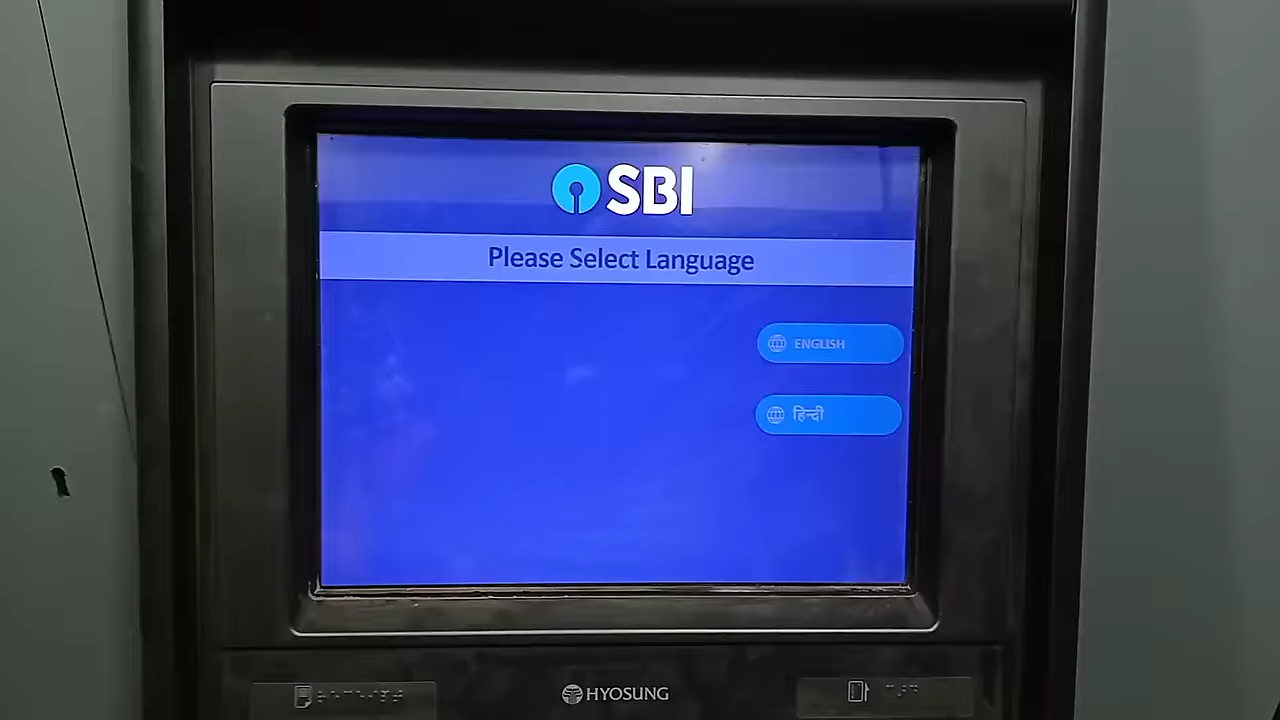 SBI
Please Select Language
ENGLISH
हिन्दी
HYOSUNG